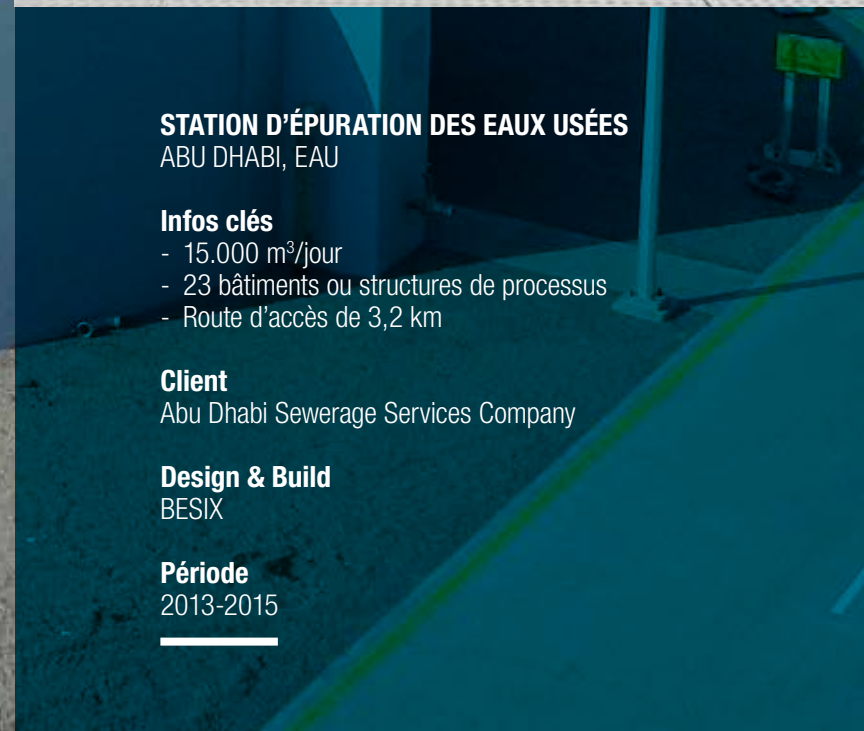 STATION D'ÉPURATION DES EAUX USÉES
ABU DHABI, EAU
Infos clés
- 15.000 m³/jour
- 23 bâtiments ou structures de processus
- Route d'accès de 3,2 km
Client
Abu Dhabi Sewerage Services Company
Design & Build
BESIX
Période
2013-2015